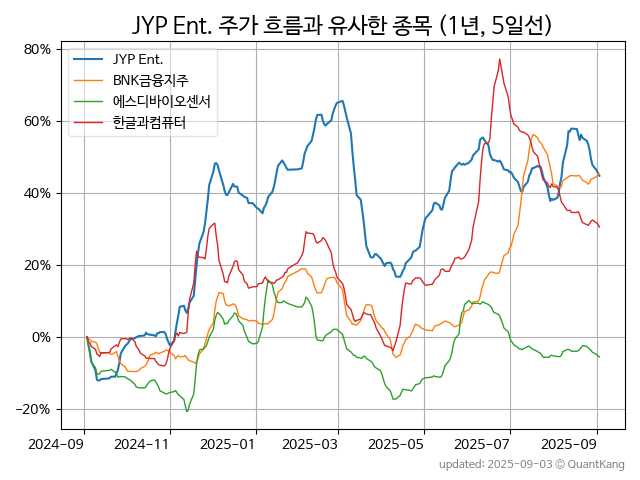 JYP Ent. 주가 흐름과 유사한 종목 (1년, 5일선)
JYP Ent.
BNK금융지주
에스디바이오센서
한글과컴퓨터
80%
60%
40%
20%
0%
−20%
2024-09 2024-11 2025-01 2025-03 2025-05 2025-07 2025-09
updated: 2025-09-03 © QuantKang